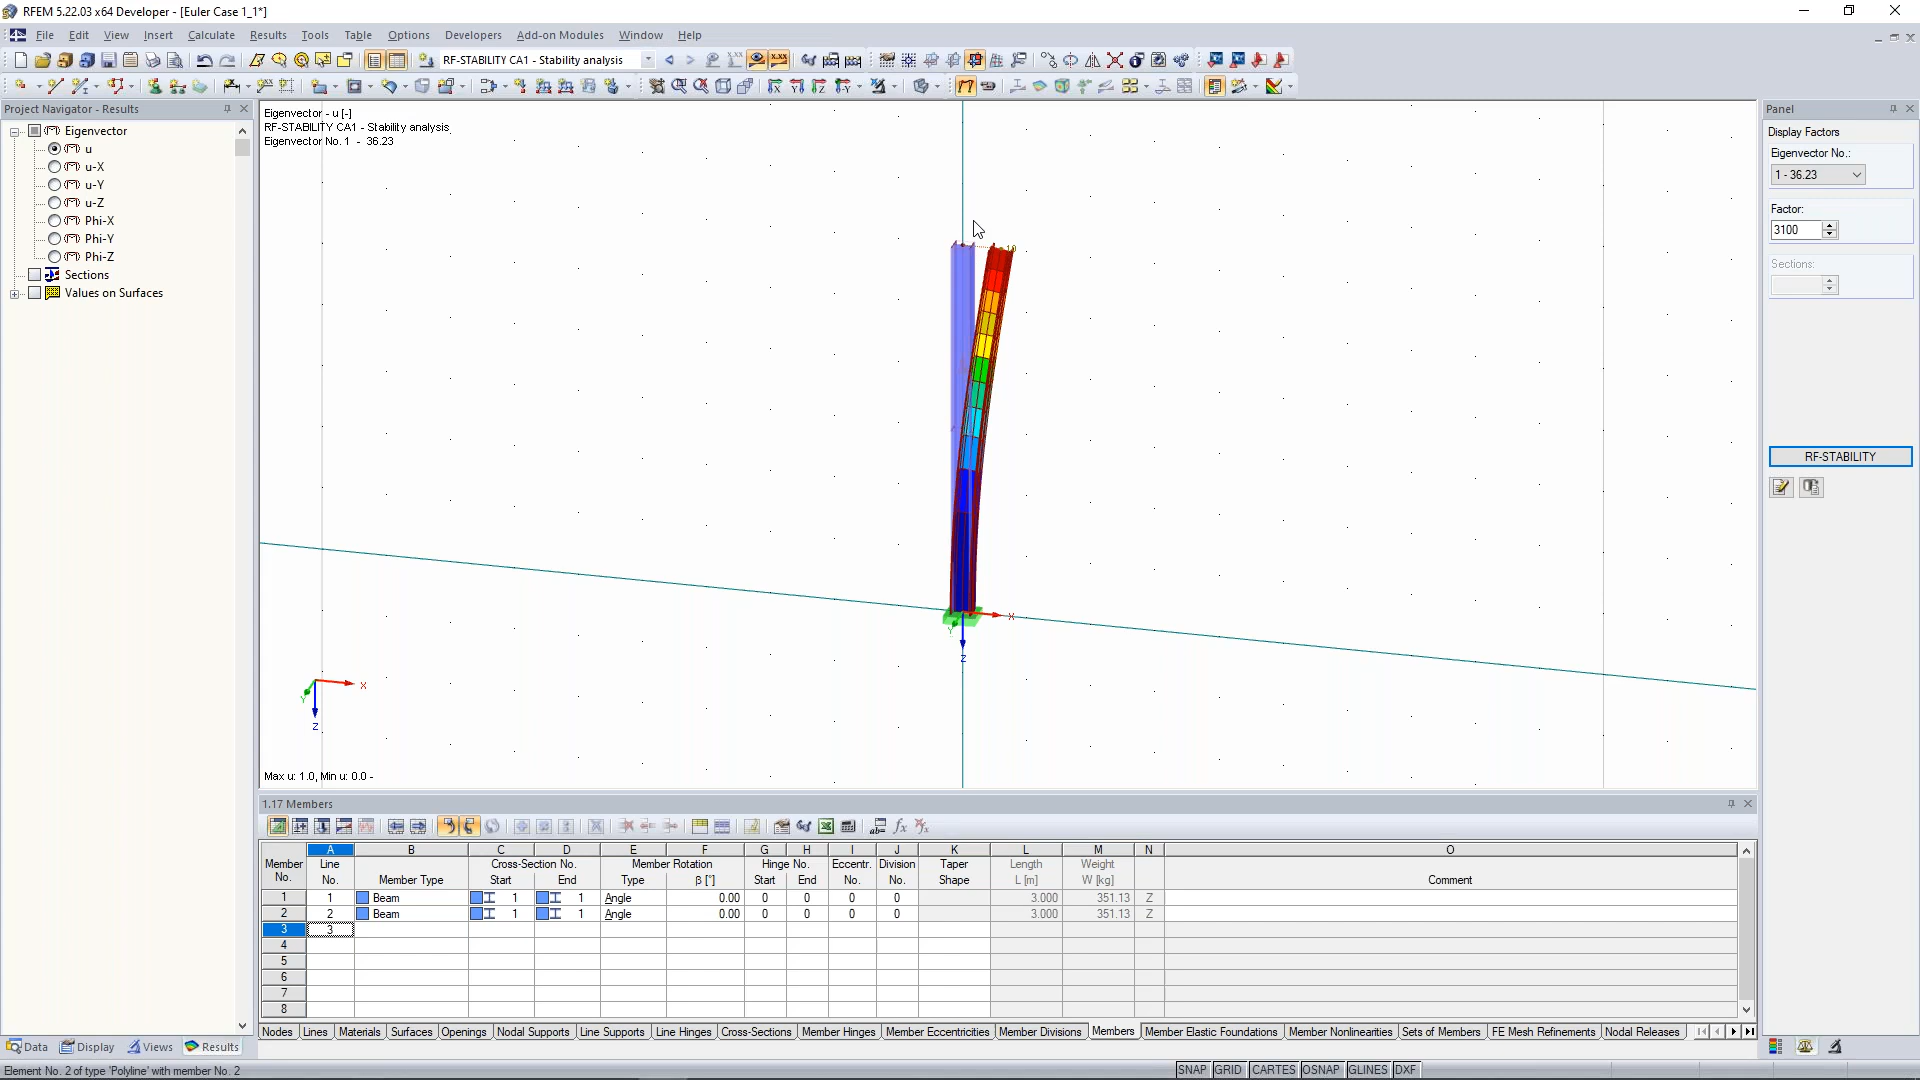 RFEM 5.22.03 x64 Developer - [Euler Case 1_1*]
File Edit View Insert Calculate Results Tools Table Options Developers Add-on Modules Window Help
RF-STABILITY CA1 - Stability analysis
Project Navigator - Results
Eigenvector
u
u-X
u-Y
u-Z
Phi-X
Phi-Y
Phi-Z
Sections
Values on Surfaces
Data Display Views Results
Eigenvector - u [-]
RF-STABILITY CA1 - Stability analysis
Eigenvector No. 1 - 36.23
X
Y
Z
X
Y
Z
Max u: 1.0, Min u: 0.0 -
Panel
Display Factors
Eigenvector No.:
1 - 36.23
Factor:
3100
Sections:
RF-STABILITY
1.17 Members
A B C D E F G H I J K L M N O
Member Line Cross-Section No. Member Rotation Hinge No. Eccentr. Division Taper Length Weight
No. No. Member Type Start End Type β [°] Start End No. No. Shape L [m] W [kg] Comment
1 1 Beam 1 1 Angle 0.00 0 0 0 0 3.000 351.13 Z
2 2 Beam 1 1 Angle 0.00 0 0 0 0 3.000 351.13 Z
3 3
4
5
6
7
8
Nodes Lines Materials Surfaces Openings Nodal Supports Line Supports Line Hinges Cross-Sections Member Hinges Member Eccentricities Member Divisions Members Member Elastic Foundations Member Nonlinearities Sets of Members FE Mesh Refinements Nodal Releases
Element No. 2 of type 'Polyline' with member No. 2
SNAP GRID CARTES OSNAP GLINES DXF